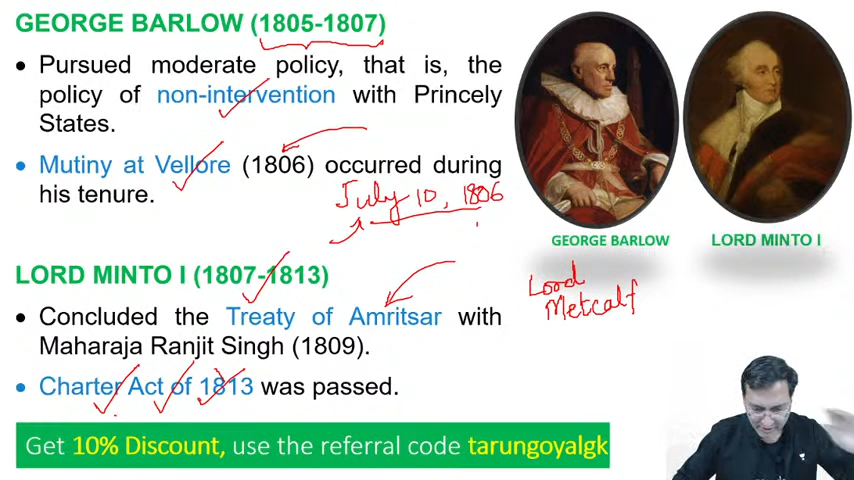 GEORGE BARLOW (1805-1807)
• Pursued moderate policy, that is, the
policy of non-intervention with Princely
States.
• Mutiny at Vellore (1806) occurred during
his tenure.
July 10, 1806
LORD MINTO I (1807-1813)
• Concluded the Treaty of Amritsar with
Maharaja Ranjit Singh (1809).
• Charter Act of 1813 was passed.
Get 10% Discount, use the referral code tarungoyalgk
GEORGE BARLOW
LORD MINTO I
Lord
Metcalf